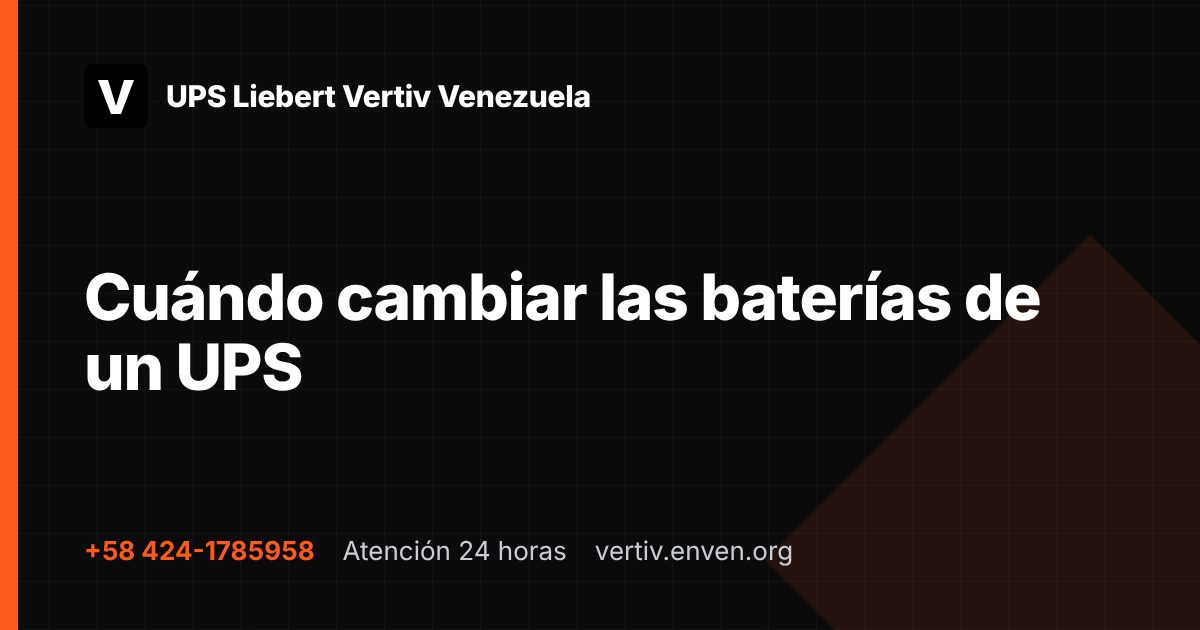 V
UPS Liebert Vertiv Venezuela
Cuándo cambiar las baterías de
un UPS
+58 424-1785958 Atención 24 horas vertiv.enven.org